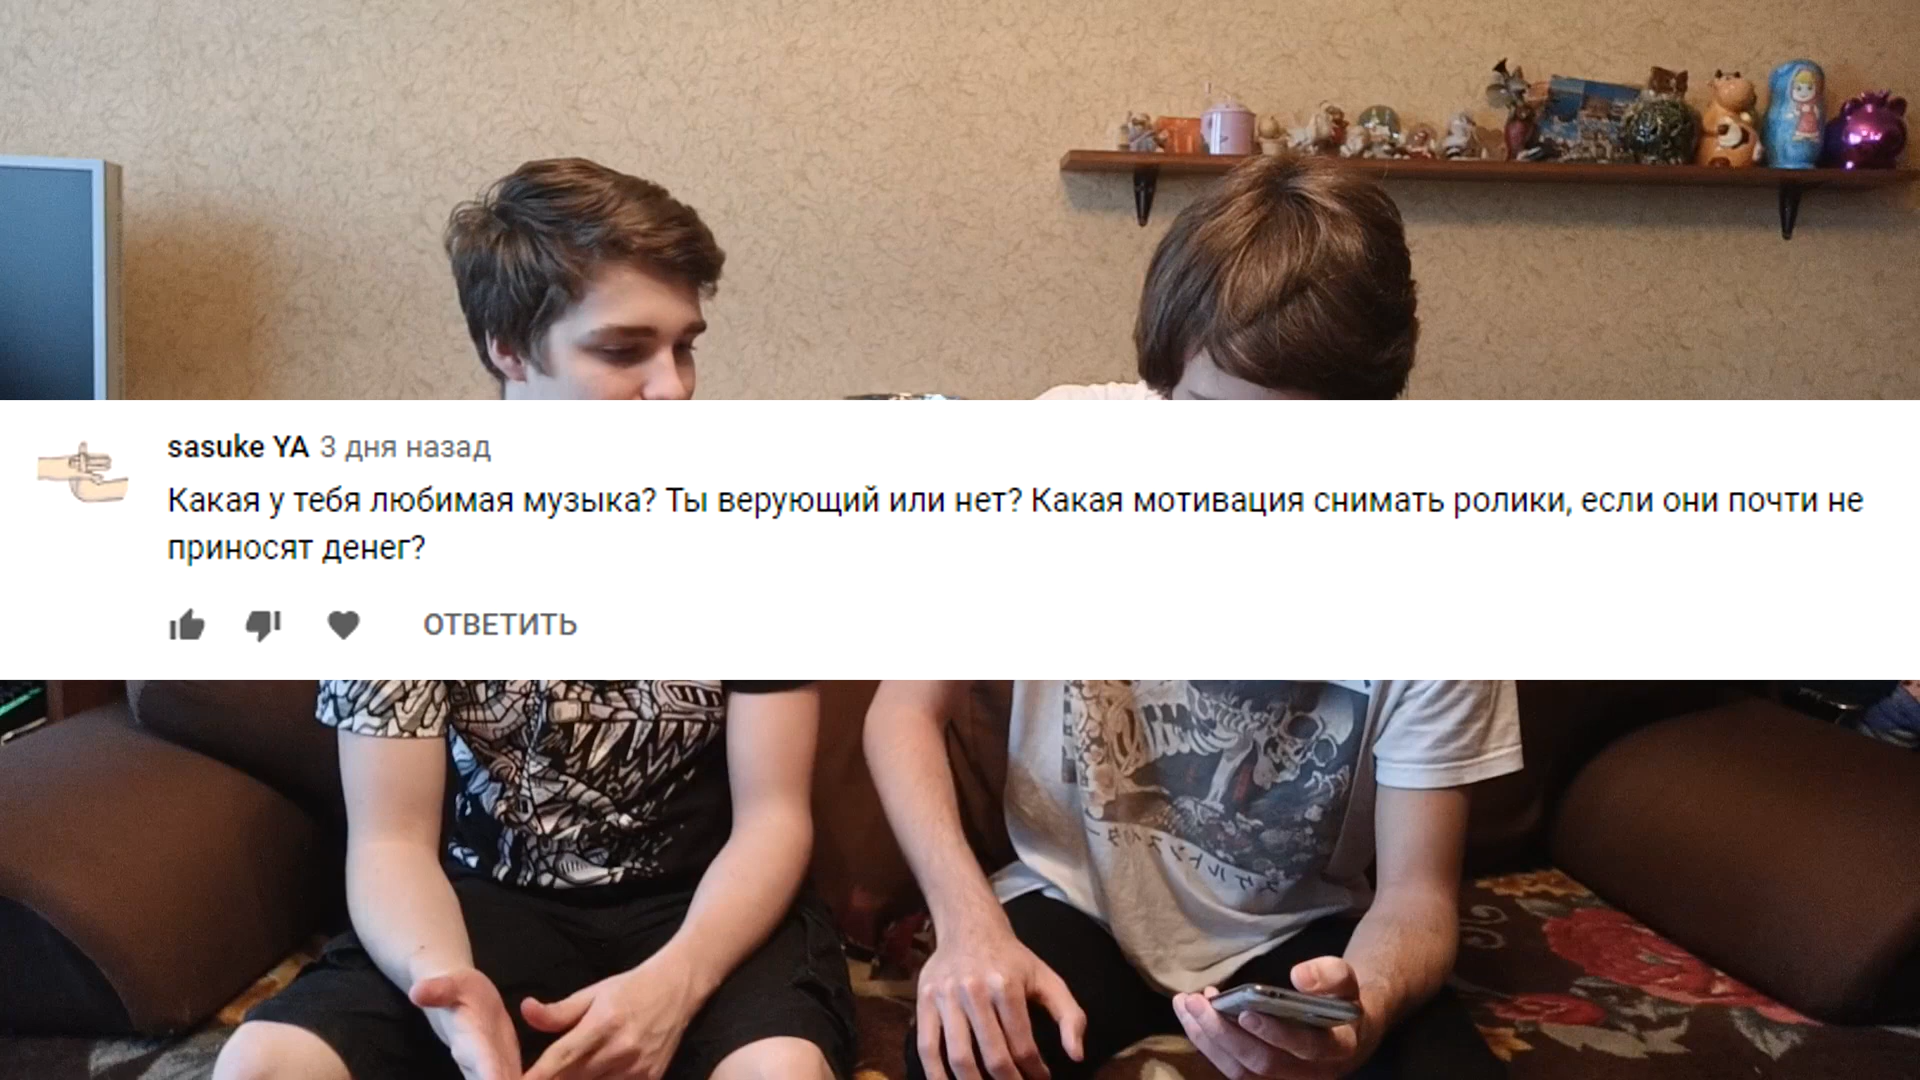 sasuke YA 3 дня назад
Какая у тебя любимая музыка? Ты верующий или нет? Какая мотивация снимать ролики, если они почти не
приносят денег?
ОТВЕТИТЬ